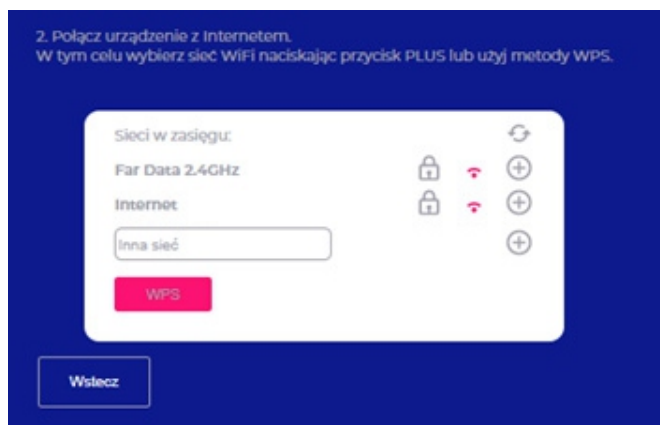 2. Połącz urządzenie z Internetem.
W tym celu wybierz sieć WiFi naciskając przycisk PLUS lub użyj metody WPS.
Sieci w zasięgu:
Far Data 2.4GHz
Internet
Inna sieć
WPS
Wstecz